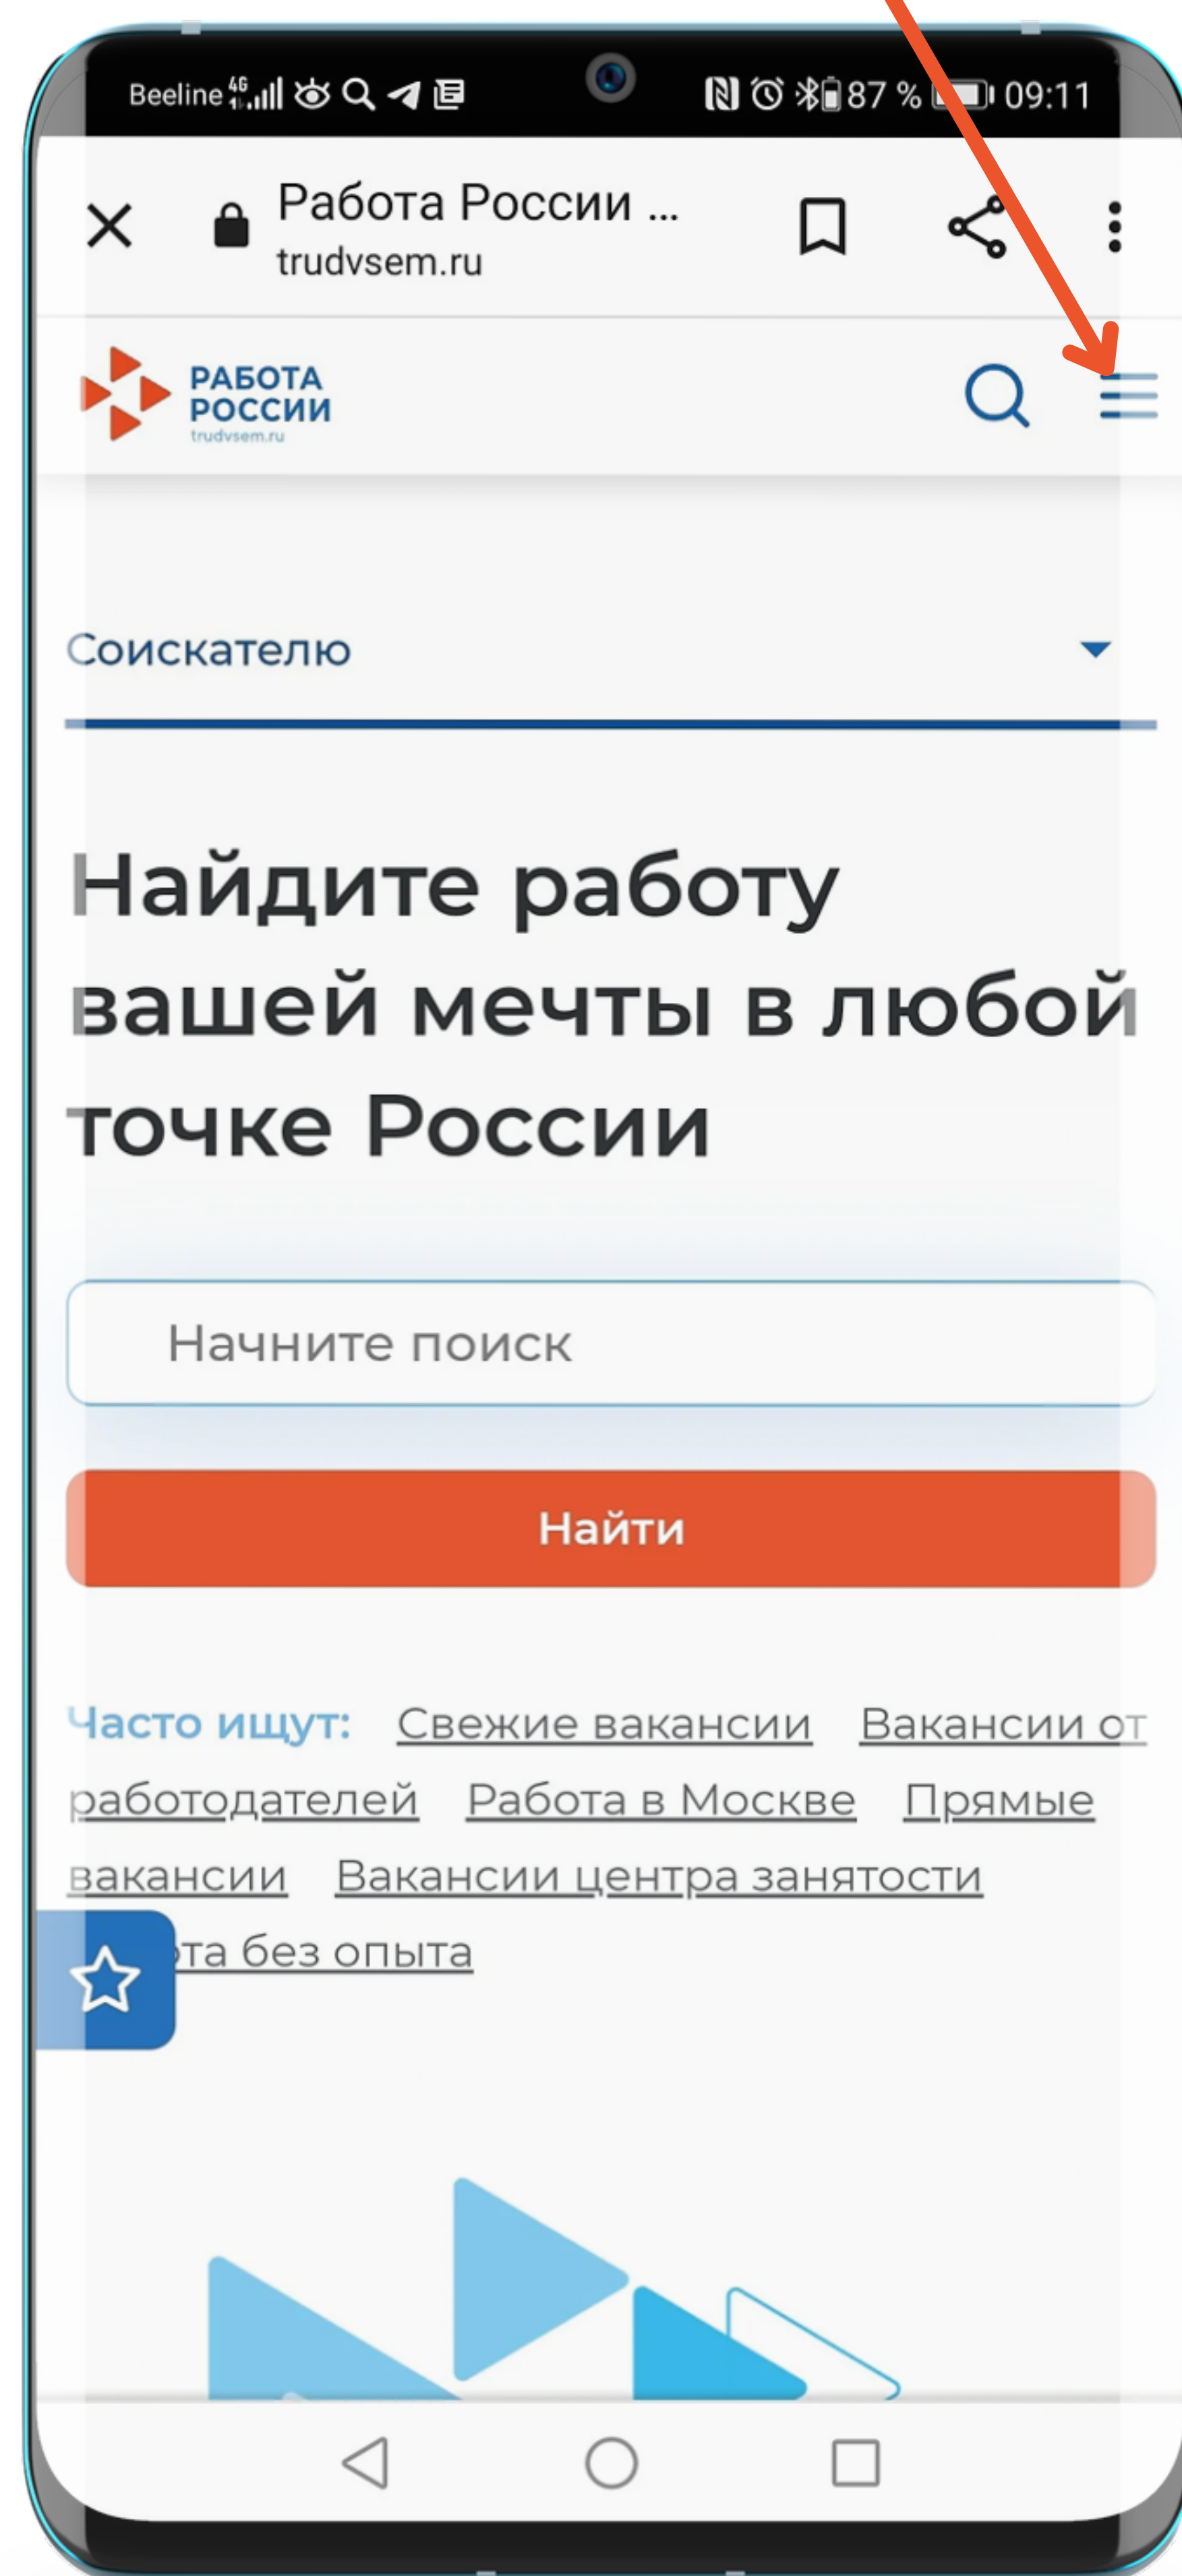 Beeline 4G 87 % 09:11
Работа России ...
trudvsem.ru
РАБОТА
РОССИИ
trudvsem.ru
Соискателю
Найдите работу
вашей мечты в любой
точке России
Начните поиск
Найти
Часто ищут: Свежие вакансии Вакансии от
работодателей Работа в Москве Прямые
вакансии Вакансии центра занятости
та без опыта